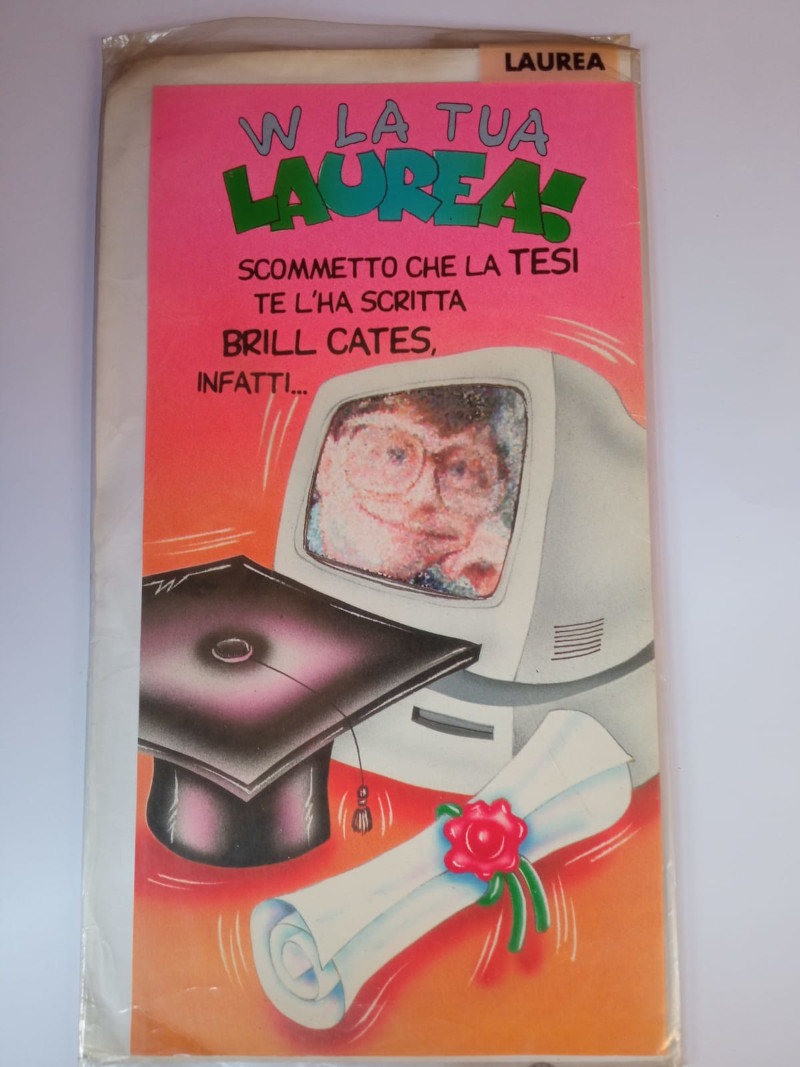 LAUREA
W LA TUA
LAUREA!
SCOMMETTO CHE LA TESI
TE L'HA SCRITTA
BRILL CATES,
INFATTI...